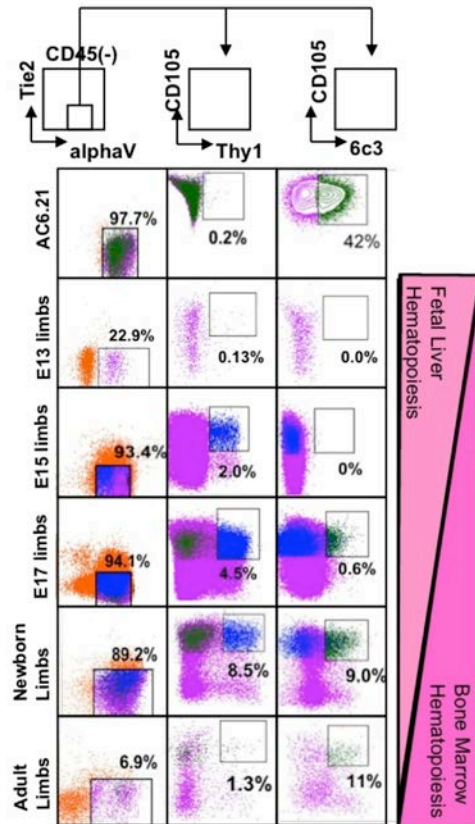 CD45(-)
Tie2
alphaV
CD105
Thy1
CD105
6c3
AC6.21
97.7%
0.2%
42%
E13 limbs
22.9%
0.13%
0.0%
E15 limbs
93.4%
2.0%
0%
E17 limbs
94.1%
4.5%
0.6%
Newborn
Limbs
89.2%
8.5%
9.0%
Adult
Limbs
6.9%
1.3%
11%
Fetal Liver
Hematopoiesis
Bone Marrow
Hematopoiesis